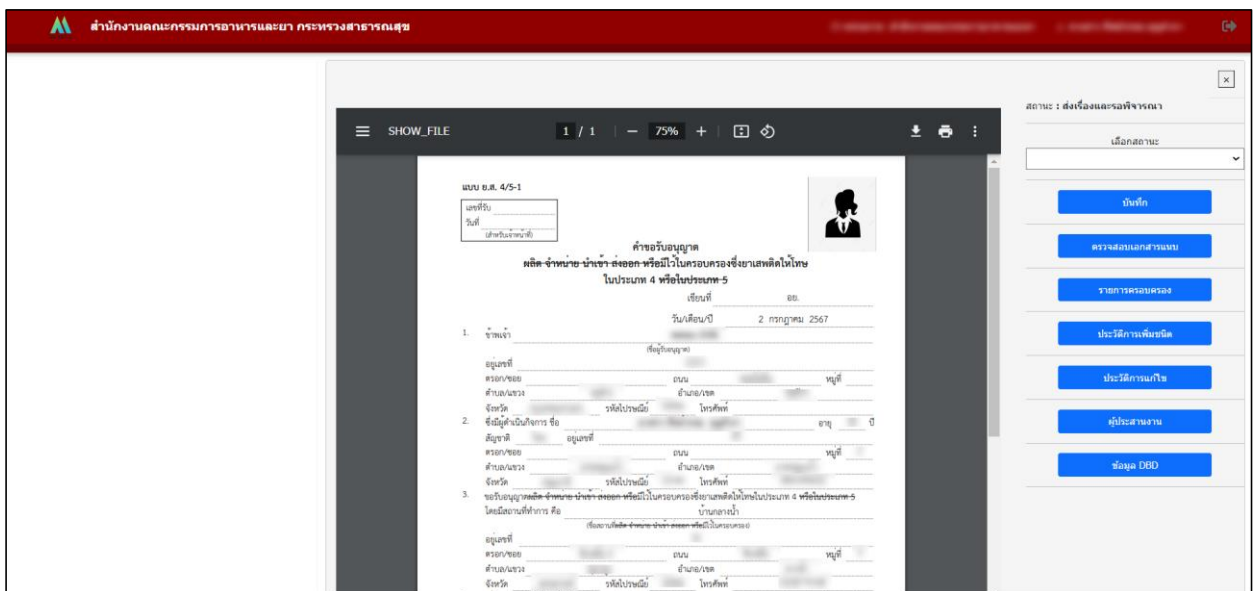 สำนักงานคณะกรรมการอาหารและยา กระทรวงสาธารณสุข
×
สถานะ : ส่งเรื่องและรอพิจารณา
เลือกสถานะ
บันทึก
ตรวจสอบเอกสารแนบ
รายการครอบครอง
ประวัติการเพิ่มชนิด
ประวัติการแก้ไข
ผู้ประสานงาน
ข้อมูล DBD
SHOW_FILE 1 / 1 − 75% +
แบบ ย.ส. 4/5-1
เลขที่รับ
วันที่
(สำหรับเจ้าหน้าที่)
คำขอรับอนุญาต
ผลิต จำหน่าย นำเข้า ส่งออก หรือมีไว้ในครอบครองซึ่งยาเสพติดให้โทษ
ในประเภท 4 หรือในประเภท 5
เขียนที่ อย.
วัน/เดือน/ปี 2 กรกฎาคม 2567
1. ข้าพเจ้า
(ชื่อผู้รับอนุญาต)
อยู่เลขที่
ตรอก/ซอย ถนน หมู่ที่
ตำบล/แขวง อำเภอ/เขต
จังหวัด รหัสไปรษณีย์ โทรศัพท์
2. ซึ่งมีผู้ดำเนินกิจการ ชื่อ อายุ ปี
สัญชาติ อยู่เลขที่
ตรอก/ซอย ถนน หมู่ที่
ตำบล/แขวง อำเภอ/เขต
จังหวัด รหัสไปรษณีย์ โทรศัพท์
3. ขอรับอนุญาตผลิต จำหน่าย นำเข้า ส่งออก หรือมีไว้ในครอบครองซึ่งยาเสพติดให้โทษในประเภท 4 หรือในประเภท 5
โดยมีสถานที่ทำการ คือ บ้านกลางน้ำ
(ชื่อสถานที่ผลิต จำหน่าย นำเข้า ส่งออก หรือมีไว้ในครอบครอง)
อยู่เลขที่
ตรอก/ซอย ถนน หมู่ที่
ตำบล/แขวง อำเภอ/เขต
จังหวัด รหัสไปรษณีย์ โทรศัพท์